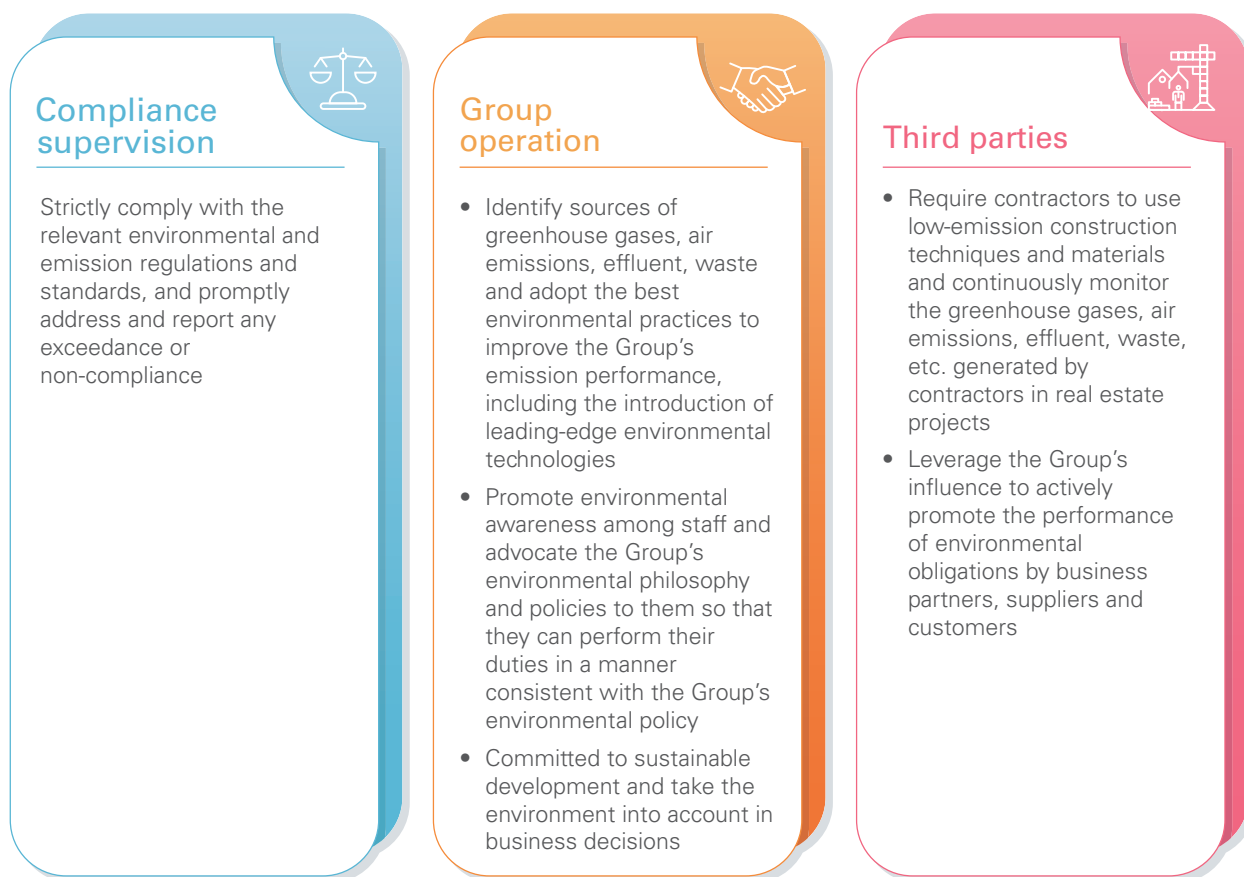 Compliance
supervision
Strictly comply with the
relevant environmental and
emission regulations and
standards, and promptly
address and report any
exceedance or
non-compliance
Group
operation
• Identify sources of
greenhouse gases, air
emissions, effluent, waste
and adopt the best
environmental practices to
improve the Group’s
emission performance,
including the introduction of
leading-edge environmental
technologies
• Promote environmental
awareness among staff and
advocate the Group’s
environmental philosophy
and policies to them so that
they can perform their
duties in a manner
consistent with the Group’s
environmental policy
• Committed to sustainable
development and take the
environment into account in
business decisions
Third parties
• Require contractors to use
low-emission construction
techniques and materials
and continuously monitor
the greenhouse gases, air
emissions, effluent, waste,
etc. generated by
contractors in real estate
projects
• Leverage the Group’s
influence to actively
promote the performance
of environmental
obligations by business
partners, suppliers and
customers